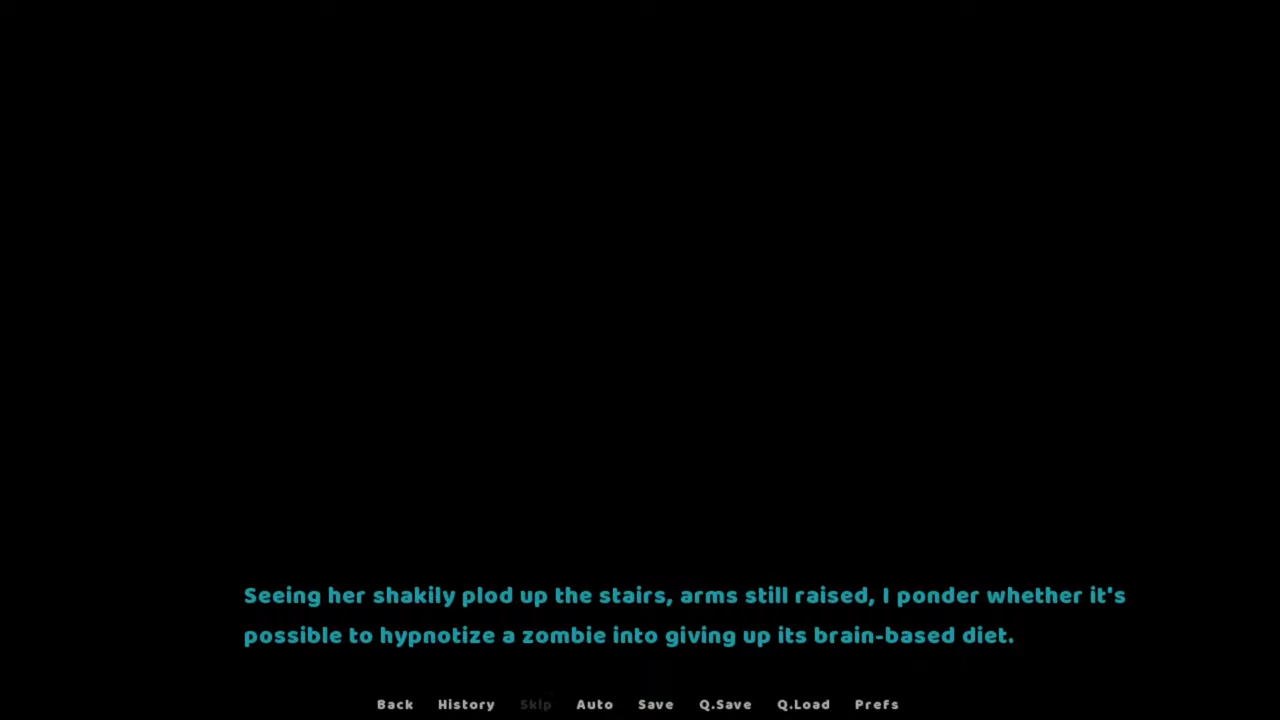 Seeing her shakily plod up the stairs, arms still raised, I ponder whether it's
possible to hypnotize a zombie into giving up its brain-based diet.
Back History Skip Auto Save Q.Save Q.Load Prefs